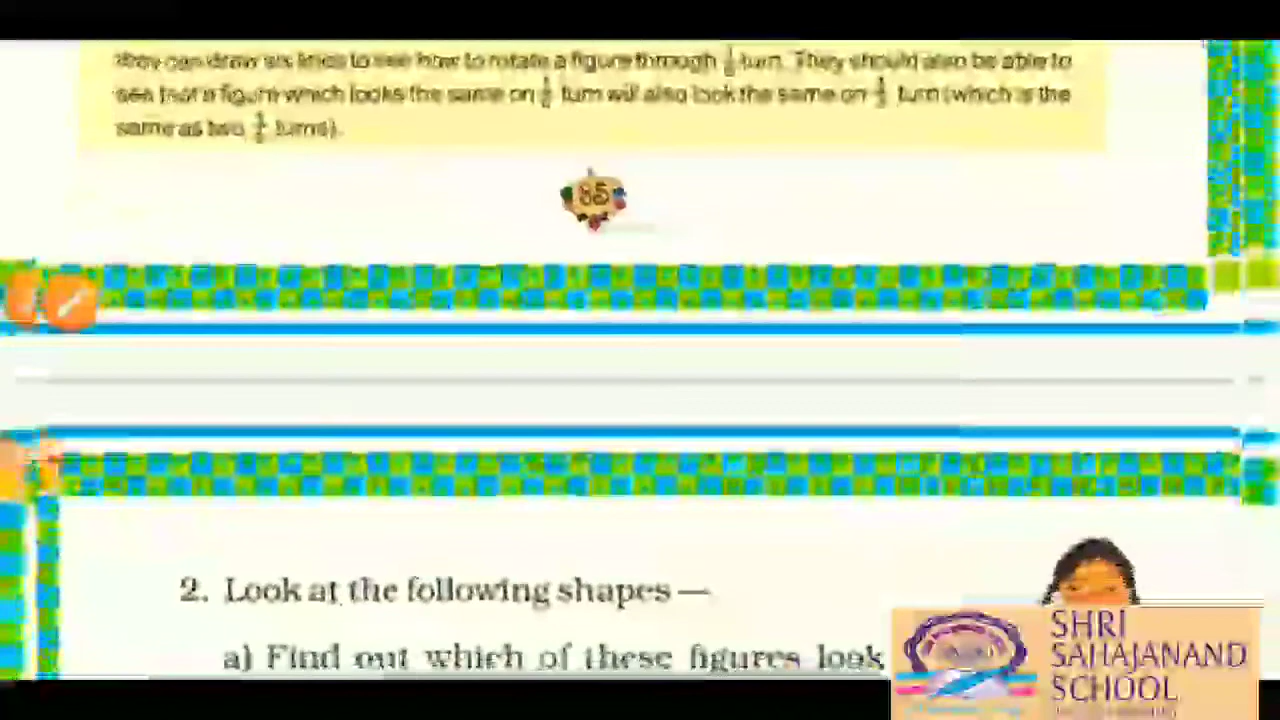 they can draw six lines to see how to rotate a figure through turn. They should also be able to
see that a figure which looks the same on turn will also look the same on turn (which is the
same as two turns).
85
2. Look at the following shapes —
a) Find out which of these figures look
SHRI
SAHAJANAND
SCHOOL